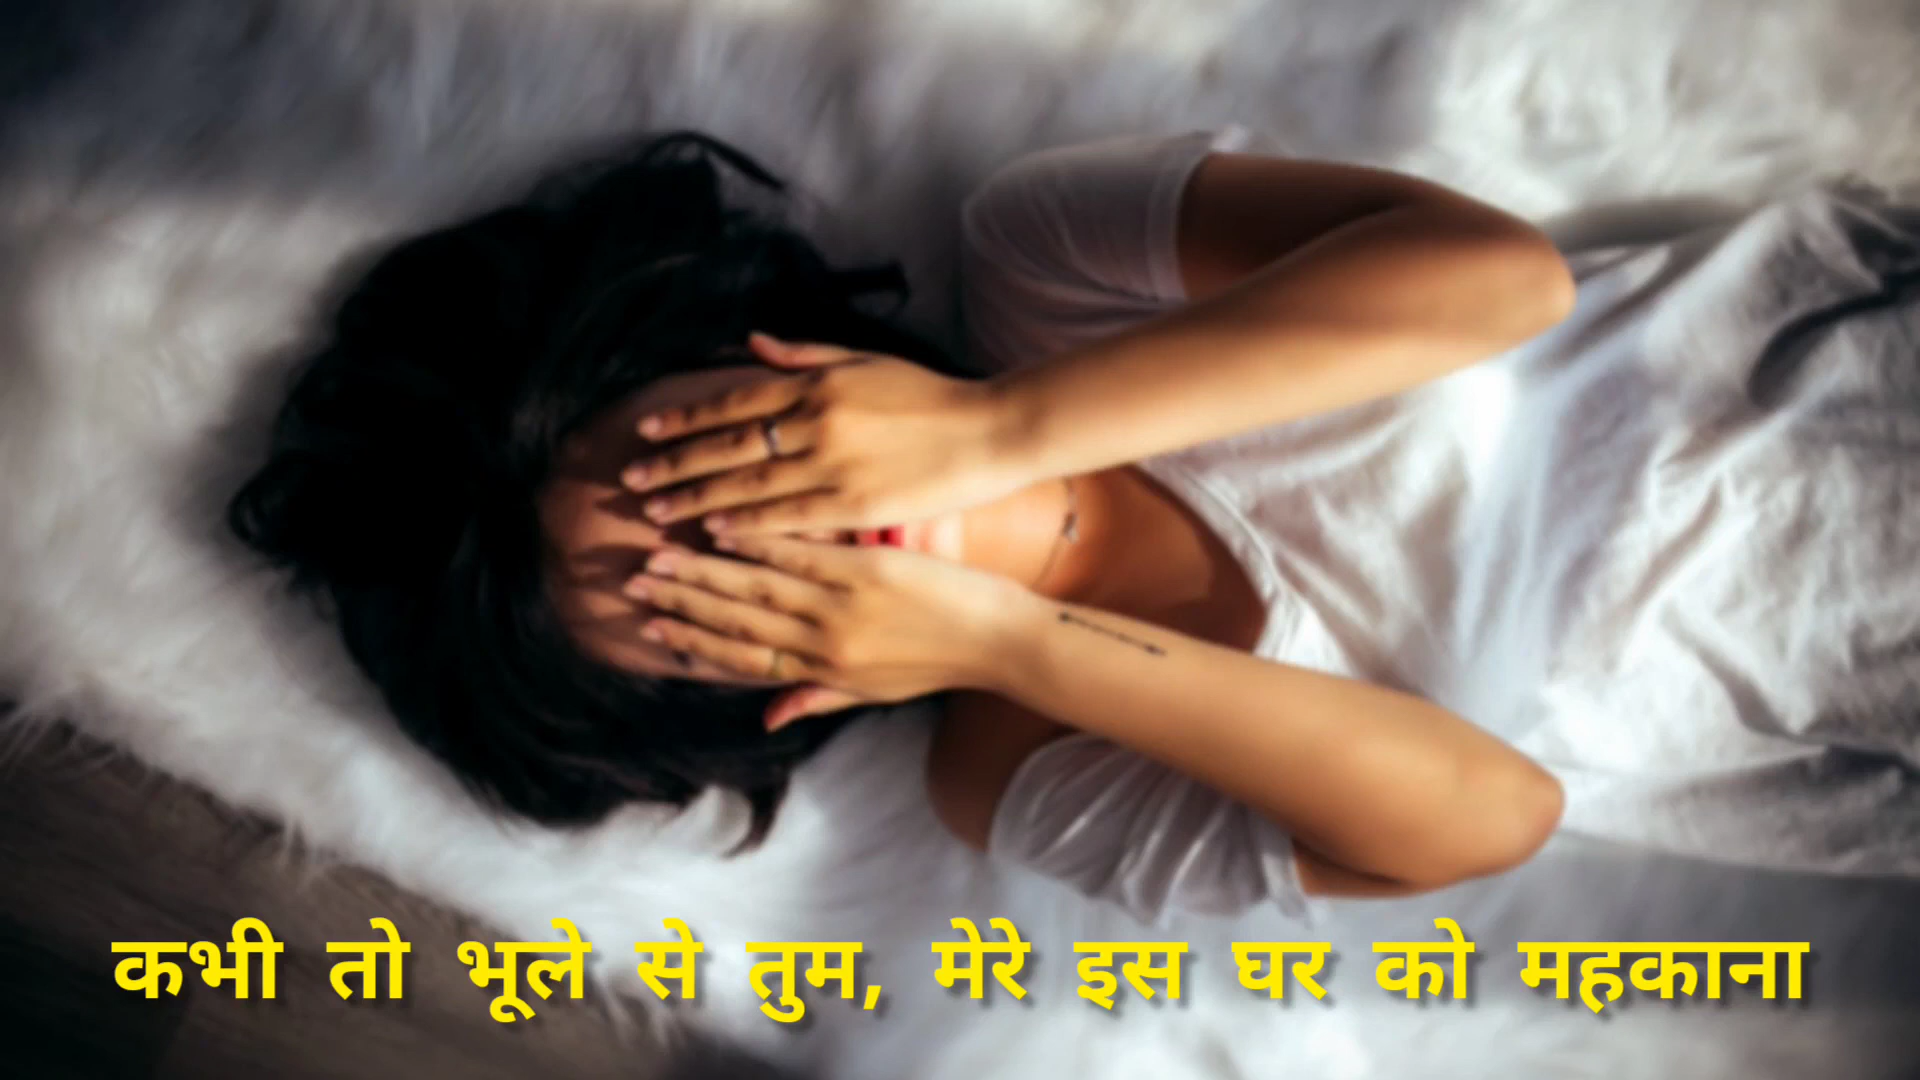 कभी तो भूले से तुम, मेरे इस घर को महकाना